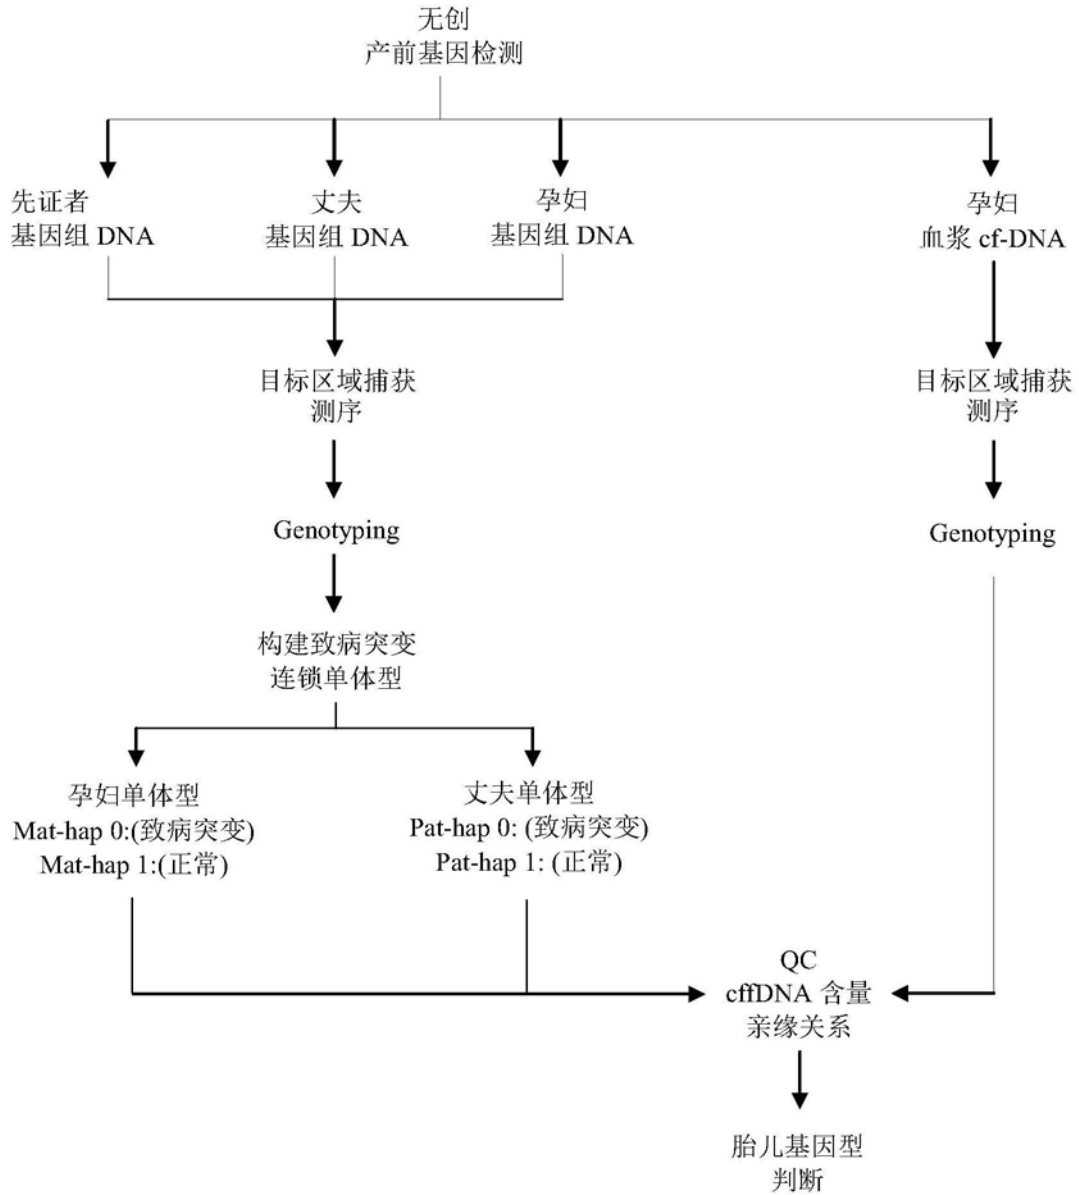 无创
产前基因检测
先证者
基因组 DNA
丈夫
基因组 DNA
孕妇
基因组 DNA
孕妇
血浆 cf-DNA
目标区域捕获
测序
目标区域捕获
测序
Genotyping
Genotyping
构建致病突变
连锁单体型
孕妇单体型
Mat-hap 0:(致病突变)
Mat-hap 1:(正常)
丈夫单体型
Pat-hap 0: (致病突变)
Pat-hap 1: (正常)
QC
cffDNA 含量
亲缘关系
胎儿基因型
判断